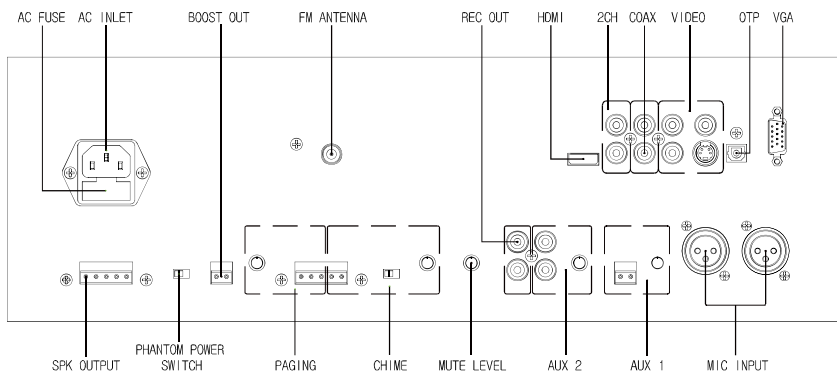 AC FUSE AC INLET BOOST OUT FM ANTENNA REC OUT HDMI 2CH COAX VIDEO OTP VGA
SPK OUTPUT PHANTOM POWER SWITCH PAGING CHIME MUTE LEVEL AUX 2 AUX 1 MIC INPUT